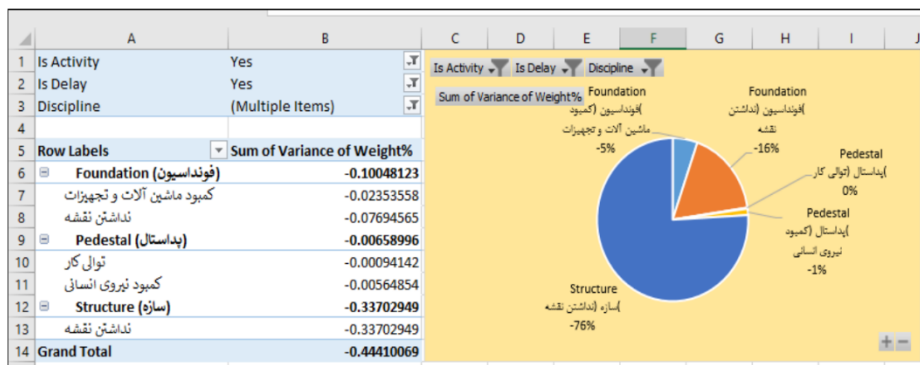 A B C D E F G H I J
1 Is Activity Yes
2 Is Delay Yes
3 Discipline (Multiple Items)
4
5 Row Labels Sum of Variance of Weight%
6 Foundation (فونداسیون) -0.10048123
7 کمبود ماشین آلات و تجهیزات -0.02353558
8 نداشتن نقشه -0.07694565
9 Pedestal (پداستال) -0.00658996
10 توالی کار -0.00094142
11 کمبود نیروی انسانی -0.00564854
12 Structure (سازه) -0.33702949
13 نداشتن نقشه -0.33702949
14 Grand Total -0.44410069
Is Activity Is Delay Discipline
Sum of Variance of Weight%
Foundation
)فونداسیون (کمبود
ماشین آلات و تجهیزات
-5%
Foundation
)فونداسیون (نداشتن
نقشه
-16%
Pedestal
)پداستال (توالی کار
0%
Pedestal
)پداستال (کمبود
نیروی انسانی
-1%
Structure
)سازه (نداشتن نقشه
-76%